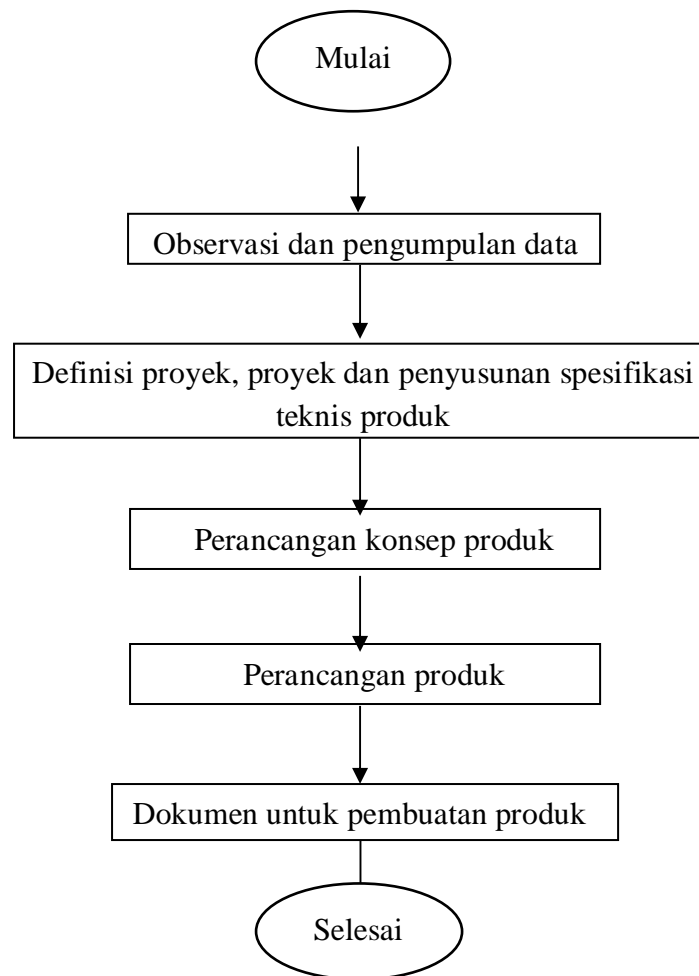 Mulai
Observasi dan pengumpulan data
Definisi proyek, proyek dan penyusunan spesifikasi
teknis produk
Perancangan konsep produk
Perancangan produk
Dokumen untuk pembuatan produk
Selesai